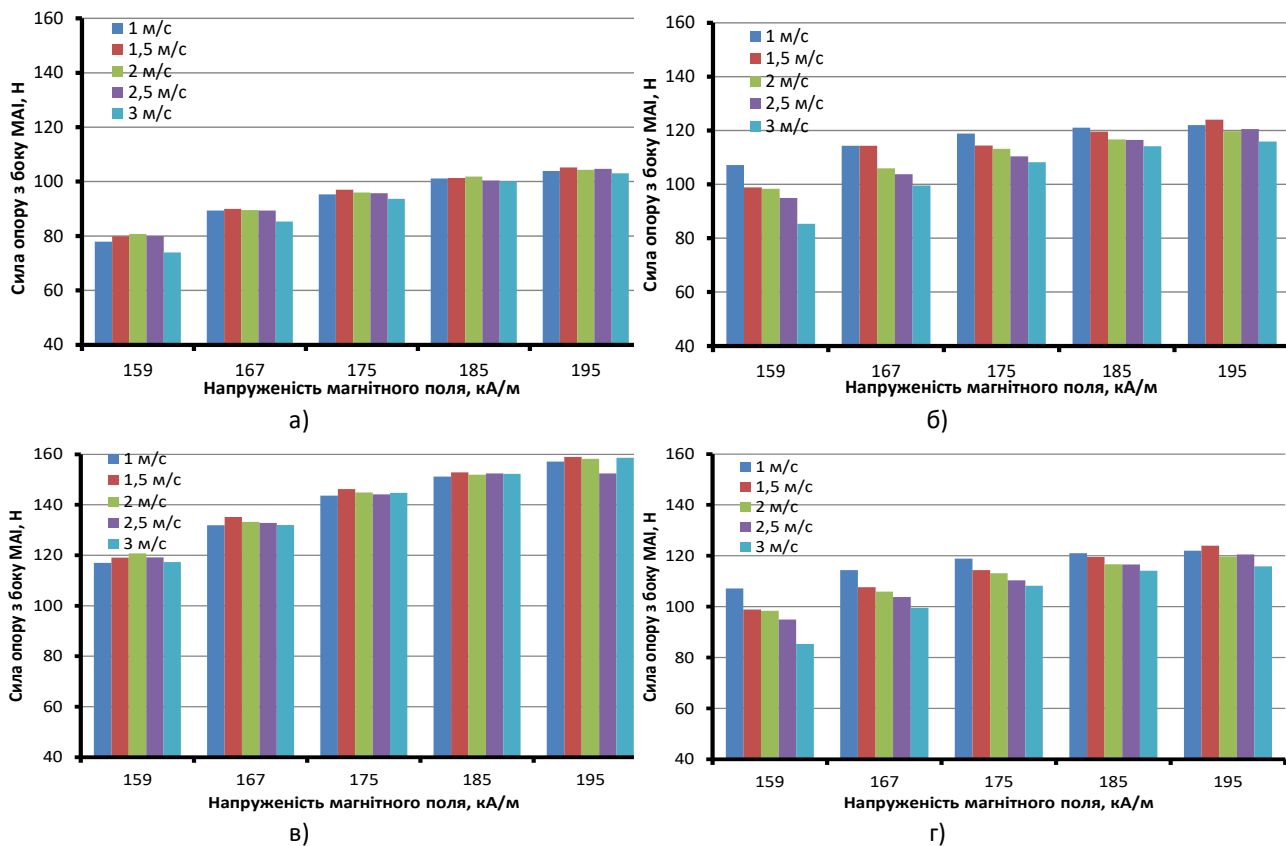 Сила опору з боку МАІ, Н
160
140
120
100
80
60
40
1 м/с
1,5 м/с
2 м/с
2,5 м/с
3 м/с
159 167 175 185 195
Напруженість магнітного поля, кА/м
а)
Сила опору з боку МАІ, Н
160
140
120
100
80
60
40
1 м/с
1,5 м/с
2 м/с
2,5 м/с
3 м/с
159 167 175 185 195
Напруженість магнітного поля, кА/м
б)
Сила опору з боку МАІ, Н
160
140
120
100
80
60
40
1 м/с
1,5 м/с
2 м/с
2,5 м/с
3 м/с
159 167 175 185 195
Напруженість магнітного поля, кА/м
в)
Сила опору з боку МАІ, Н
160
140
120
100
80
60
40
1 м/с
1,5 м/с
2 м/с
2,5 м/с
3 м/с
159 167 175 185 195
Напруженість магнітного поля, кА/м
г)